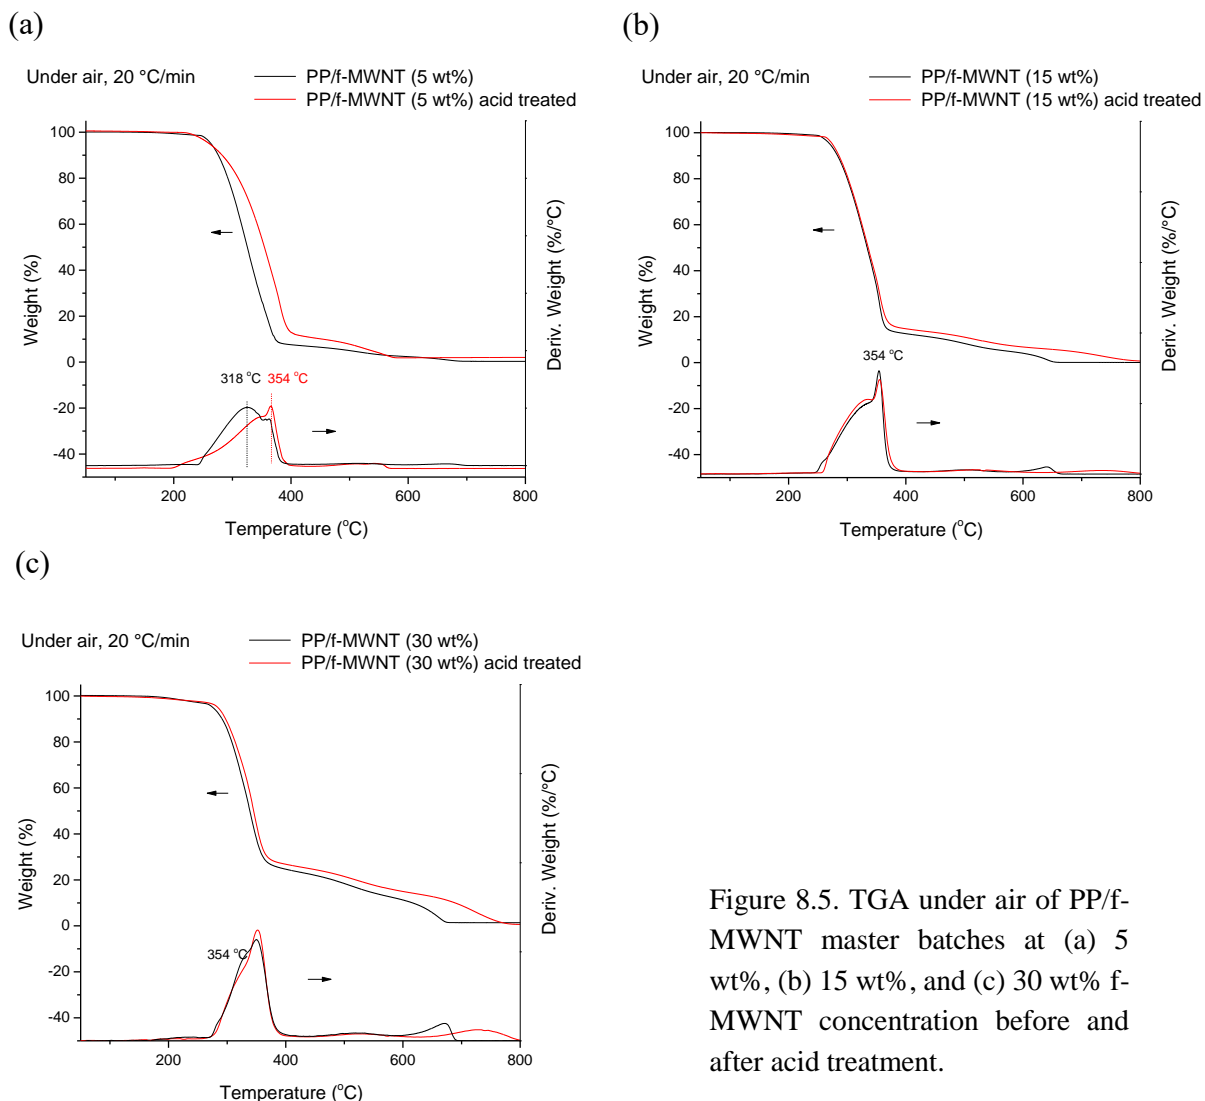 (a)
Under air, 20 °C/min
PP/f-MWNT (5 wt%)
PP/f-MWNT (5 wt%) acid treated
100
80
60
40
20
0
-20
-40
Weight (%)
Deriv. Weight (%/°C)
318 °C
354 °C
200
400
600
800
Temperature (°C)
(b)
Under air, 20 °C/min
PP/f-MWNT (15 wt%)
PP/f-MWNT (15 wt%) acid treated
100
80
60
40
20
0
-20
-40
Weight (%)
Deriv. Weight (%/°C)
354 °C
200
400
600
800
Temperature (°C)
(c)
Under air, 20 °C/min
PP/f-MWNT (30 wt%)
PP/f-MWNT (30 wt%) acid treated
100
80
60
40
20
0
-20
-40
Weight (%)
Deriv. Weight (%/°C)
354 °C
200
400
600
800
Temperature (°C)
Figure 8.5. TGA under air of PP/f-
MWNT master batches at (a) 5
wt%, (b) 15 wt%, and (c) 30 wt% f-
MWNT concentration before and
after acid treatment.